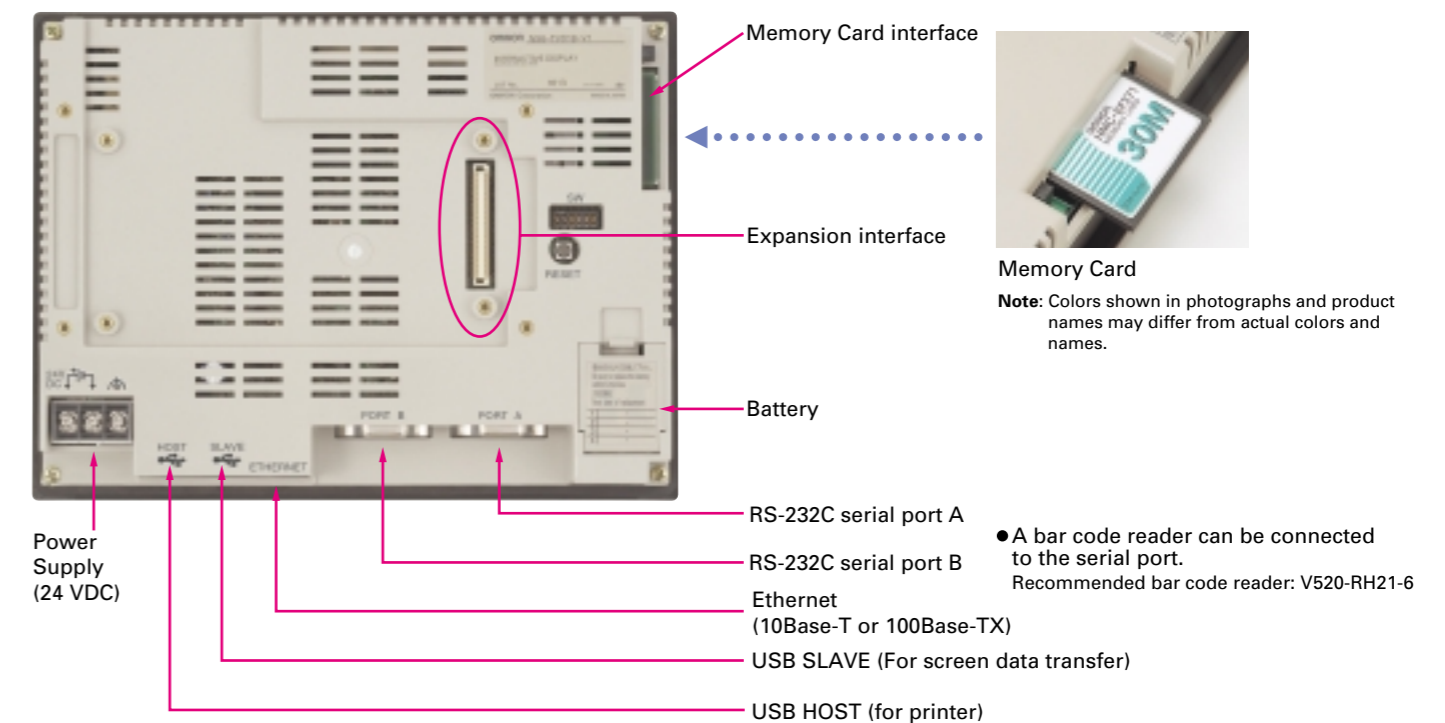 Memory Card interface
OMRON
SW
Expansion interface
RESET
Memory Card
Note: Colors shown in photographs and product
names may differ from actual colors and
names.
30M
Battery
PORT B
PORT A
HOST
SLAVE
ETHERNET
RS-232C serial port A
RS-232C serial port B
Power
Supply
(24 VDC)
●A bar code reader can be connected
to the serial port.
Recommended bar code reader: V520-RH21-6
Ethernet
(10Base-T or 100Base-TX)
USB SLAVE (For screen data transfer)
USB HOST (for printer)